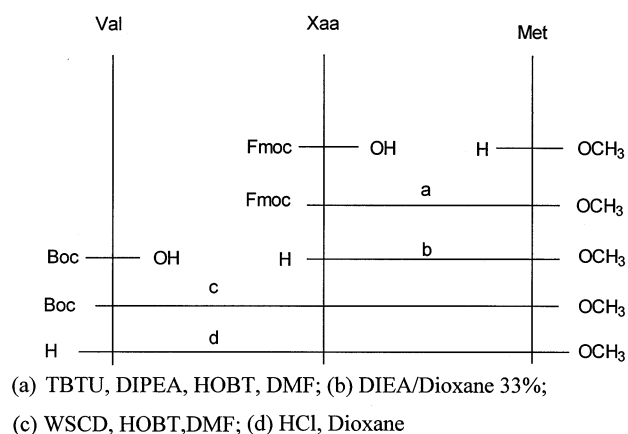 Val Xaa Met
Fmoc OH H OCH3
Fmoc a OCH3
Boc OH H b OCH3
Boc c OCH3
H d OCH3
(a) TBTU, DIPEA, HOBT, DMF; (b) DIEA/Dioxane 33%;
(c) WSCD, HOBT,DMF; (d) HCl, Dioxane